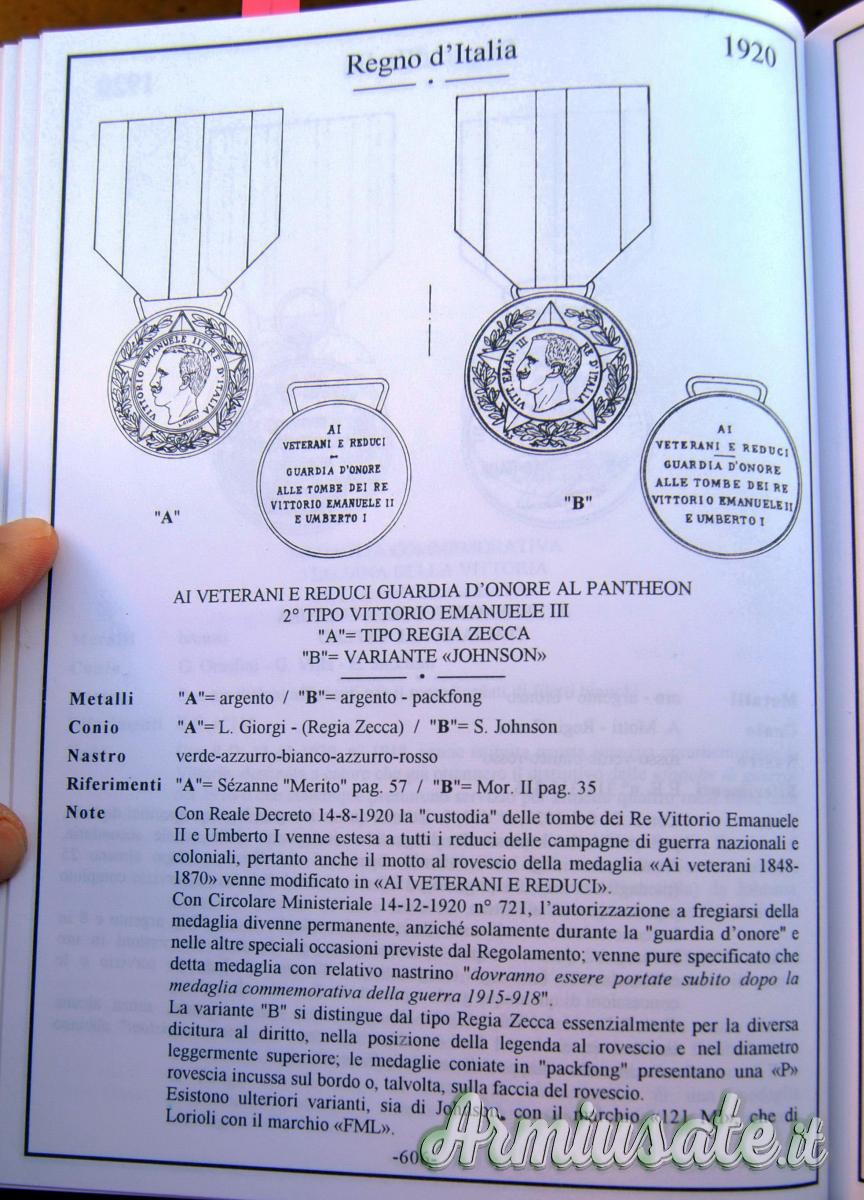 Regno d'Italia
1920
VITTORIO EMANUELE III RE D'ITALIA
VITT. EMAN. III RE D'ITALIA
AI
VETERANI E REDUCI
GUARDIA D'ONORE
ALLE TOMBE DEI RE
VITTORIO EMANUELE II
E UMBERTO I
"A"
AI
VETERANI E REDUCI
GUARDIA D'ONORE
ALLE TOMBE DEI RE
VITTORIO EMANUELE II
E UMBERTO I
"B"
AI VETERANI E REDUCI GUARDIA D'ONORE AL PANTHEON
2° TIPO VITTORIO EMANUELE III
"A"= TIPO REGIA ZECCA
"B"= VARIANTE «JOHNSON»
Metalli "A"= argento / "B"= argento - packfong
Conio "A"= L. Giorgi - (Regia Zecca) / "B"= S. Johnson
Nastro verde-azzurro-bianco-azzurro-rosso
Riferimenti "A"= Sézanne "Merito" pag. 57 / "B"= Mor. II pag. 35
Note Con Reale Decreto 14-8-1920 la "custodia" delle tombe dei Re Vittorio Emanuele
II e Umberto I venne estesa a tutti i reduci delle campagne di guerra nazionali e
coloniali, pertanto anche il motto al rovescio della medaglia «Ai veterani 1848-
1870» venne modificato in «AI VETERANI E REDUCI».
Con Circolare Ministeriale 14-12-1920 n° 721, l'autorizzazione a fregiarsi della
medaglia divenne permanente, anziché solamente durante la "guardia d'onore" e
nelle altre speciali occasioni previste dal Regolamento; venne pure specificato che
detta medaglia con relativo nastrino "dovranno essere portate subito dopo la
medaglia commemorativa della guerra 1915-918".
La variante "B" si distingue dal tipo Regia Zecca essenzialmente per la diversa
dicitura al diritto, nella posizione della legenda al rovescio e nel diametro
leggermente superiore; le medaglie coniate in "packfong" presentano una «P»
rovescia incussa sul bordo o, talvolta, sulla faccia del rovescio.
Esistono ulteriori varianti, sia di Johnson, con il marchio «121 che di
Lorioli con il marchio «FML».
Armiusate.it